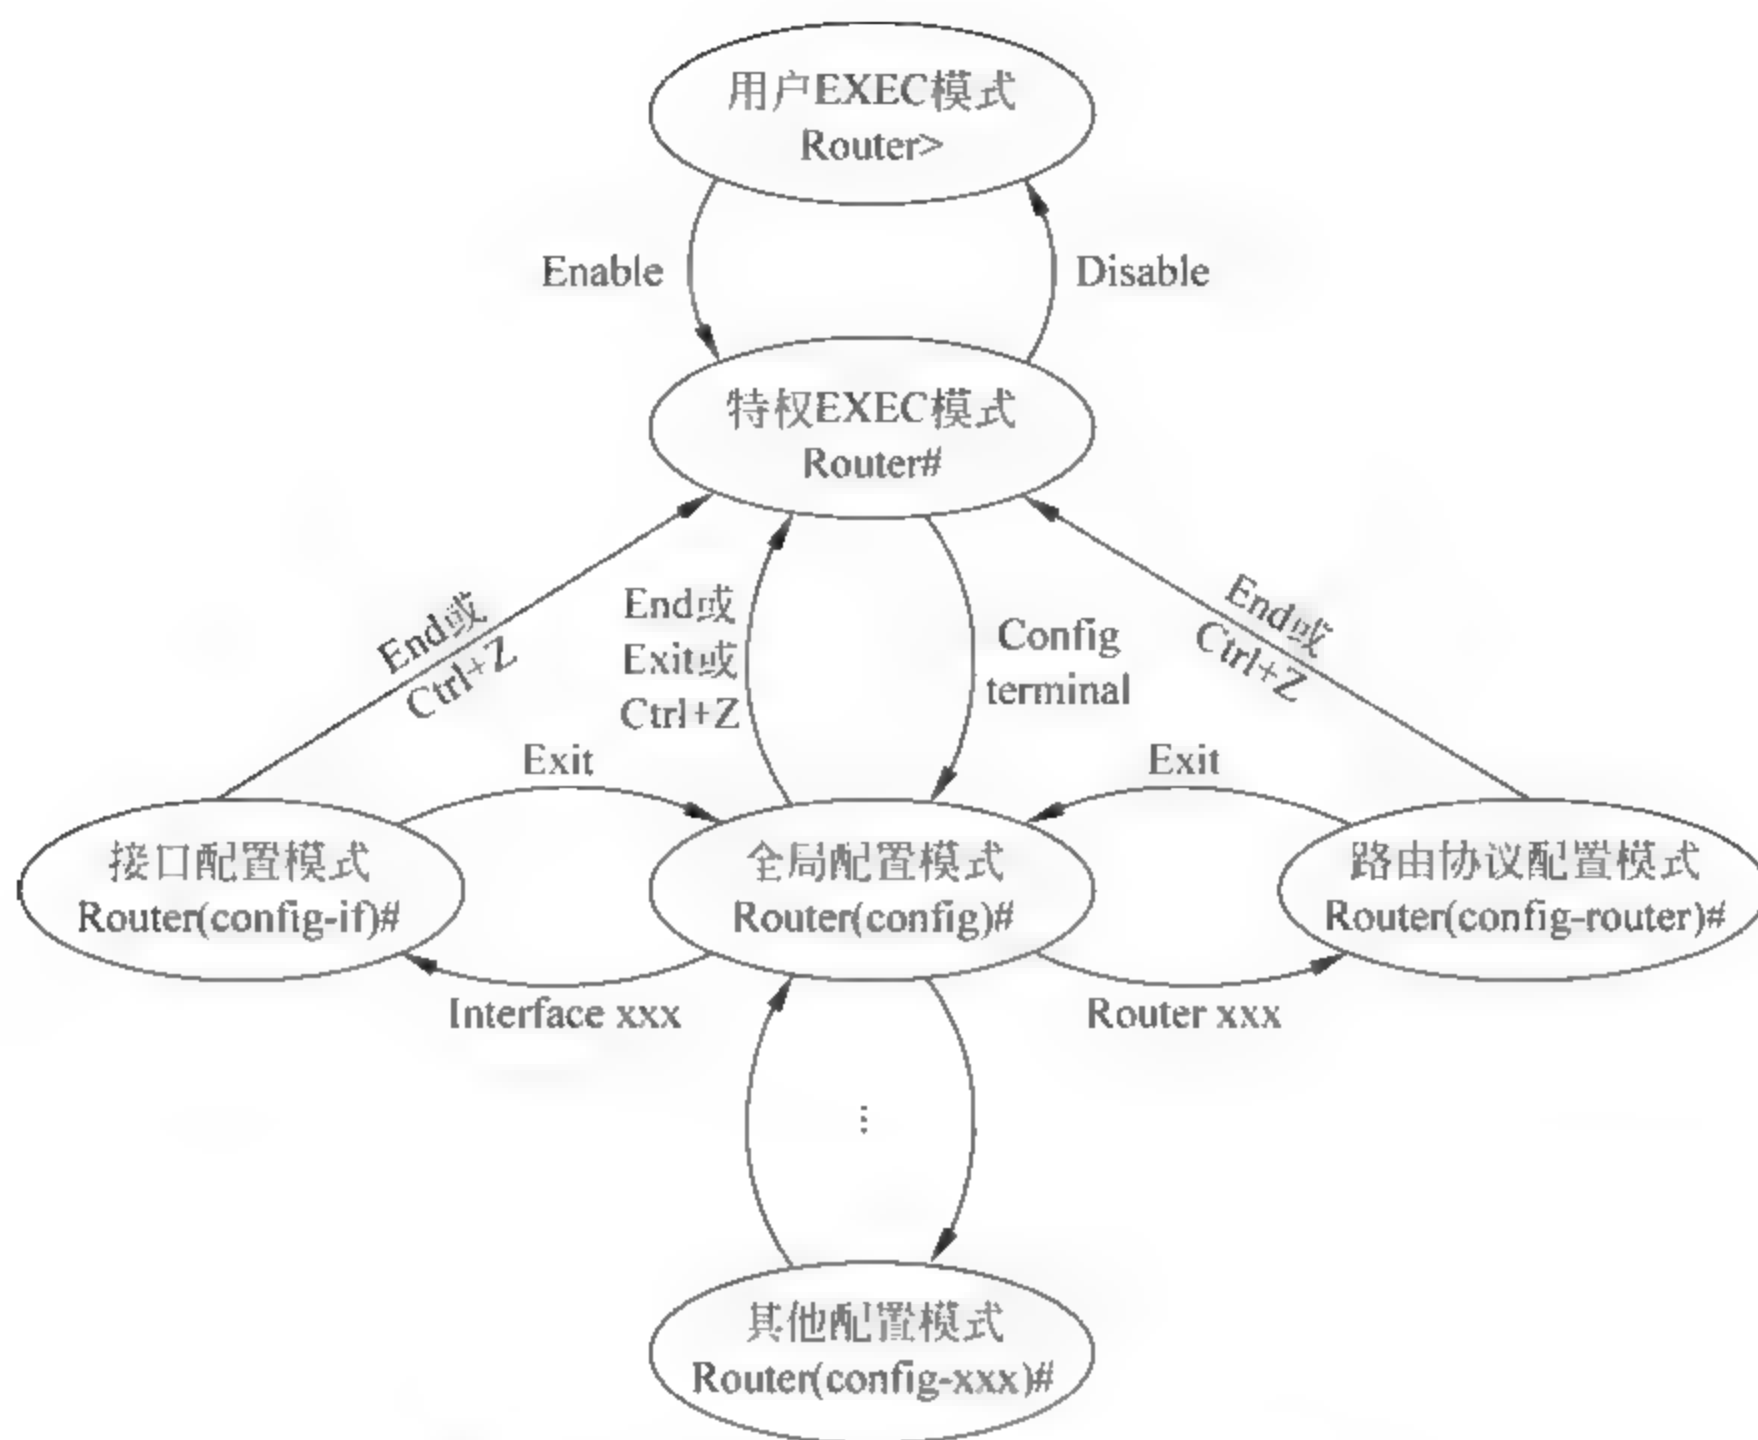 用户EXEC模式
Router>
Enable
Disable
特权EXEC模式
Router#
End或
Ctrl+Z
End或
Exit或
Ctrl+Z
Config
terminal
End或
Ctrl+Z
Exit
Exit
接口配置模式
Router(config-if)#
全局配置模式
Router(config)#
路由协议配置模式
Router(config-router)#
Interface xxx
Router xxx
⋮
其他配置模式
Router(config-xxx)#